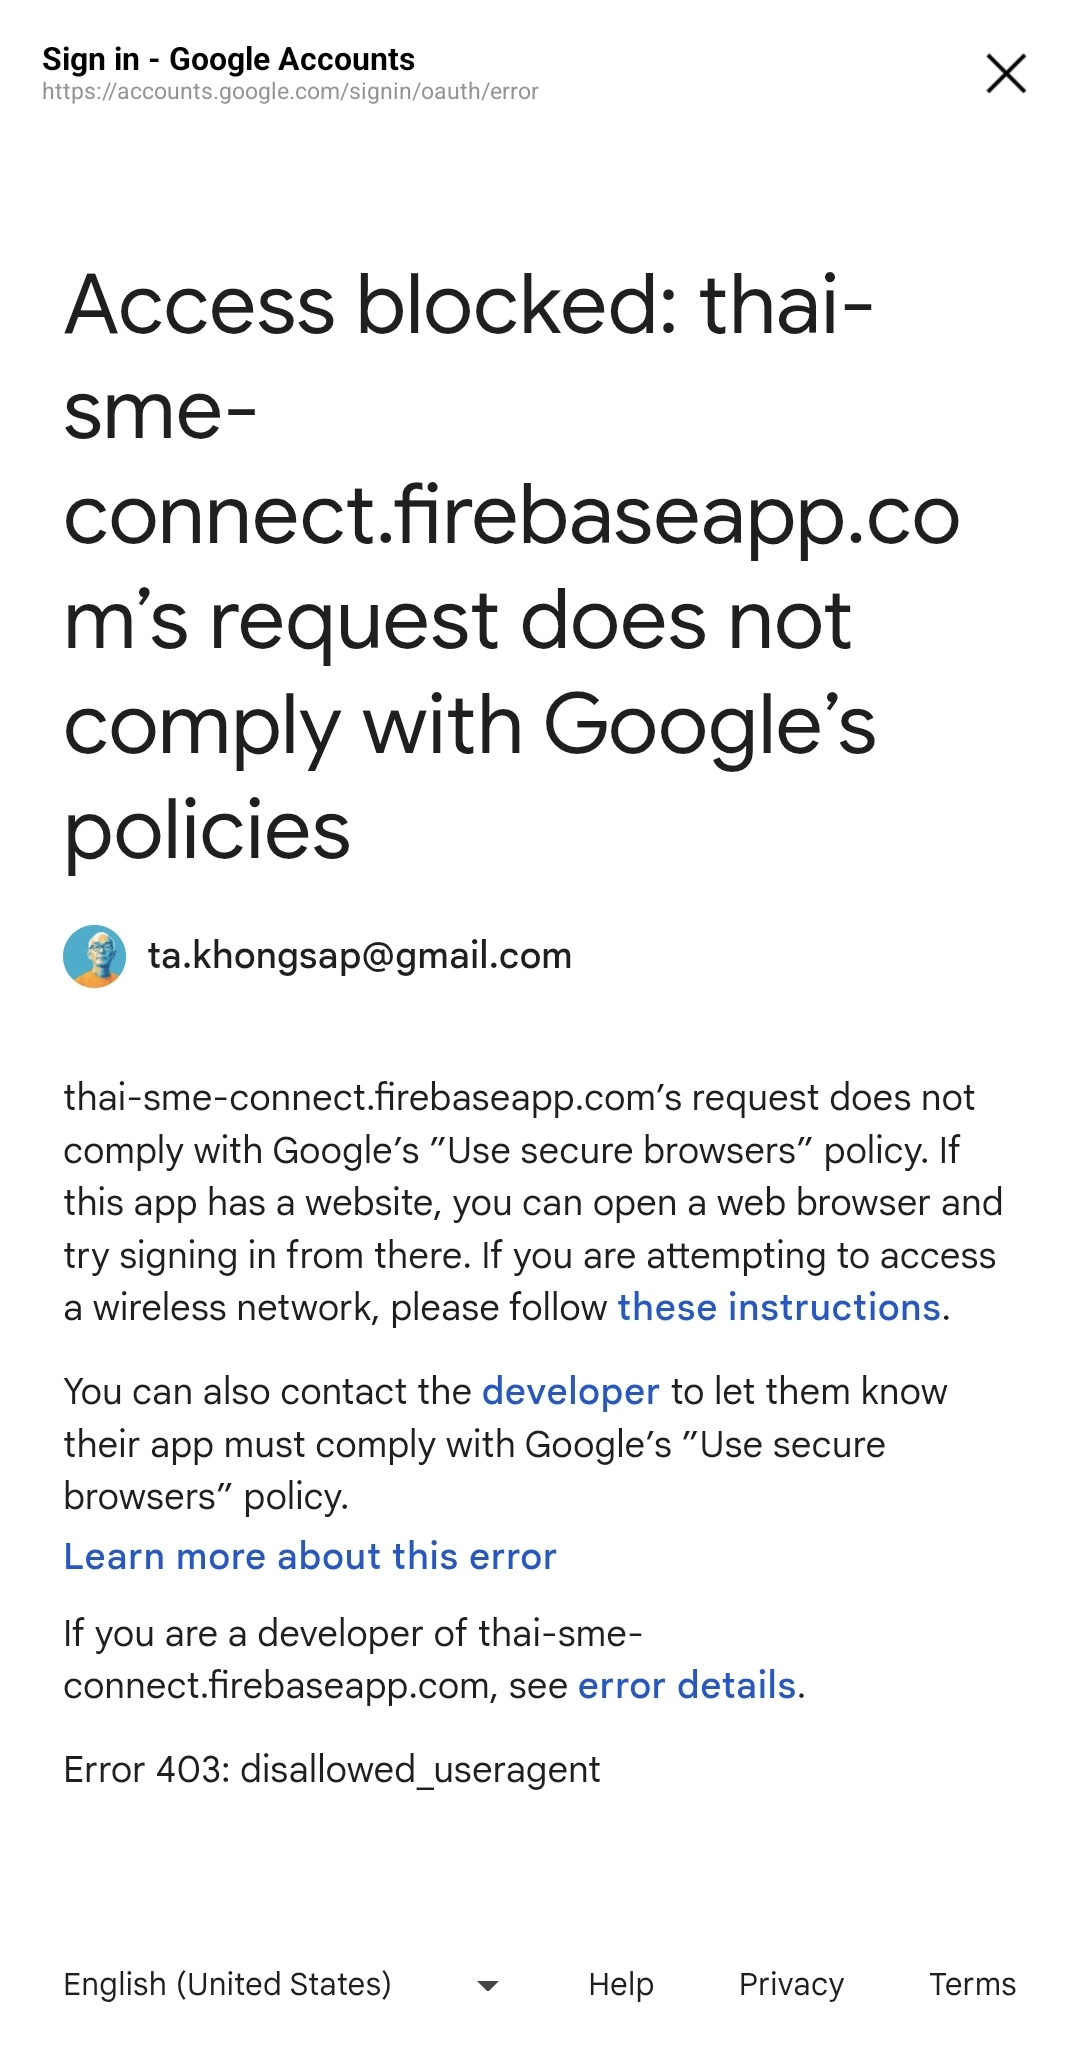 Sign in - Google Accounts
https://accounts.google.com/signin/oauth/error
Access blocked: thai-
sme-
connect.firebaseapp.co
m’s request does not
comply with Google’s
policies
ta.khongsap@gmail.com
thai-sme-connect.firebaseapp.com’s request does not
comply with Google’s ”Use secure browsers” policy. If
this app has a website, you can open a web browser and
try signing in from there. If you are attempting to access
a wireless network, please follow these instructions.
You can also contact the developer to let them know
their app must comply with Google’s ”Use secure
browsers” policy.
Learn more about this error
If you are a developer of thai-sme-
connect.firebaseapp.com, see error details.
Error 403: disallowed_useragent
English (United States) Help Privacy Terms